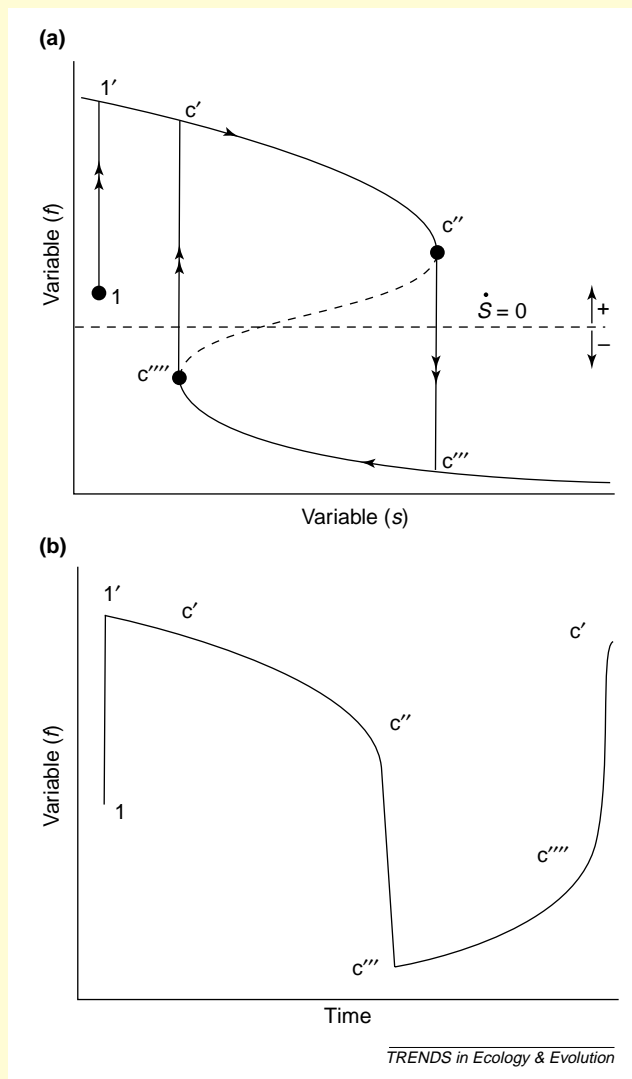 (a)
1′
c′
c′′
Variable (f)
1
Ṡ = 0
+
–
c′′′′
c′′′
Variable (s)
(b)
1′
c′
c′
c′′
Variable (f)
1
c′′′′
c′′′
Time
TRENDS in Ecology & Evolution